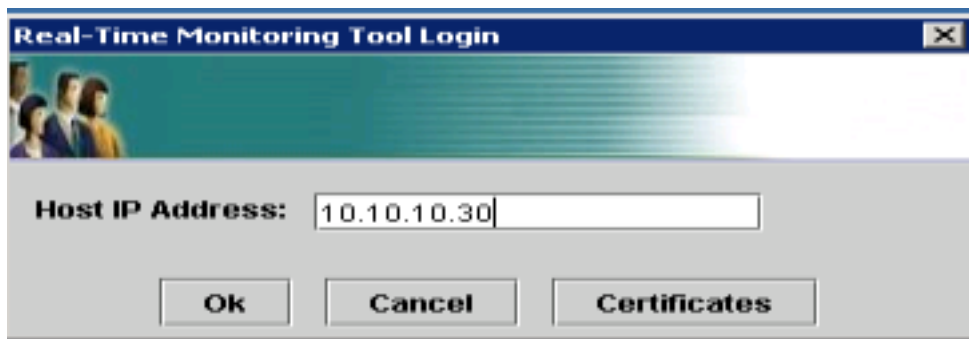 Real-Time Monitoring Tool Login
Host IP Address: 10.10.10.30
Ok Cancel Certificates